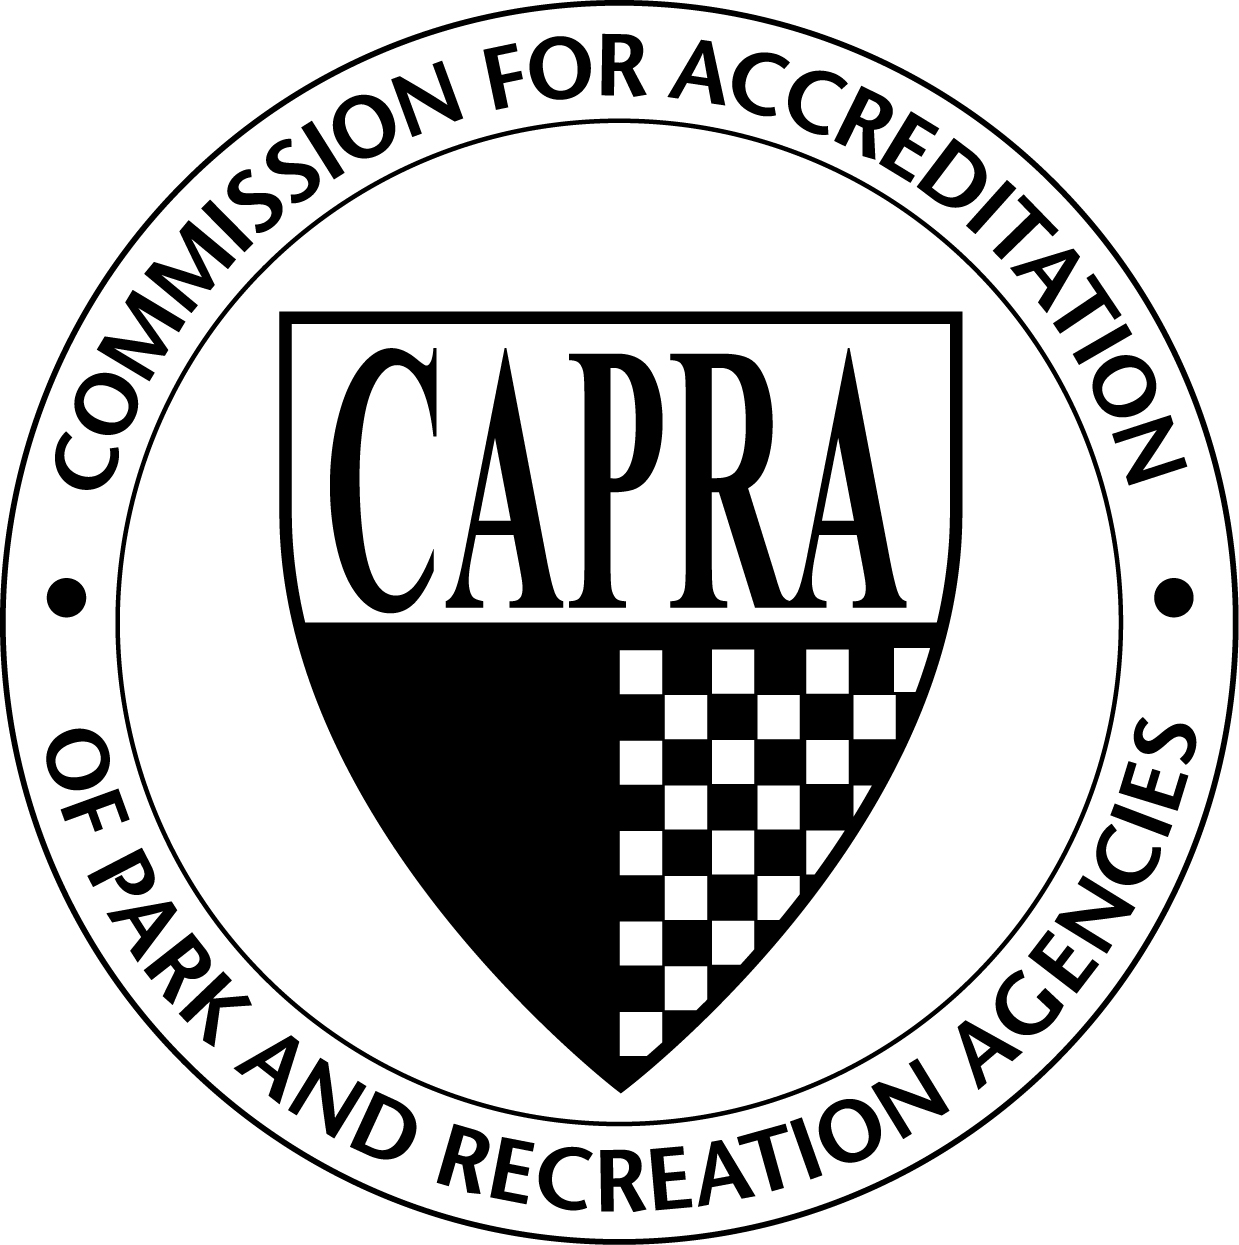 COMMISSION FOR ACCREDITATION
CAPRA
OF PARK AND RECREATION AGENCIES